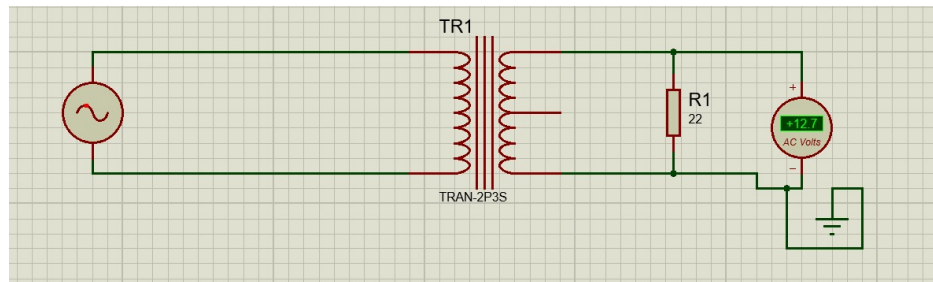 TR1
R1
22
+
+12.7
AC Volts
−
TRAN-2P3S